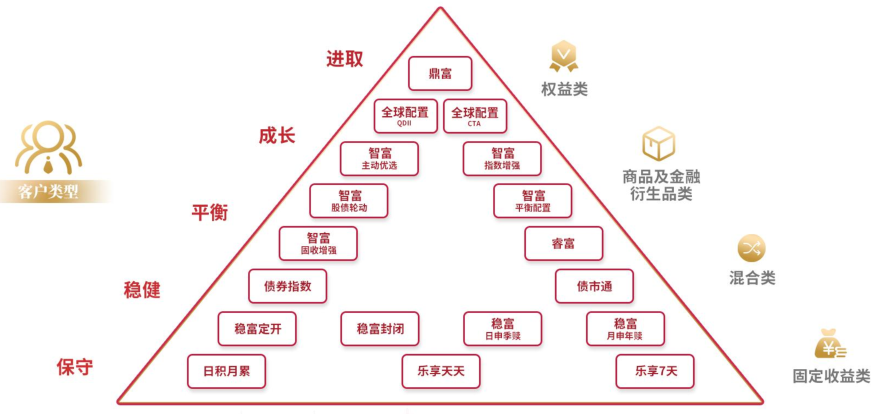 进取
鼎富
权益类
全球配置
QDII
全球配置
CTA
成长
智富
主动优选
智富
指数增强
客户类型
商品及金融
衍生品类
智富
股债轮动
智富
平衡配置
平衡
智富
固收增强
睿富
混合类
稳健
债券指数
债市通
稳富定开
稳富封闭
稳富
日申季赎
稳富
月申年赎
保守
日积月累
乐享天天
乐享7天
固定收益类